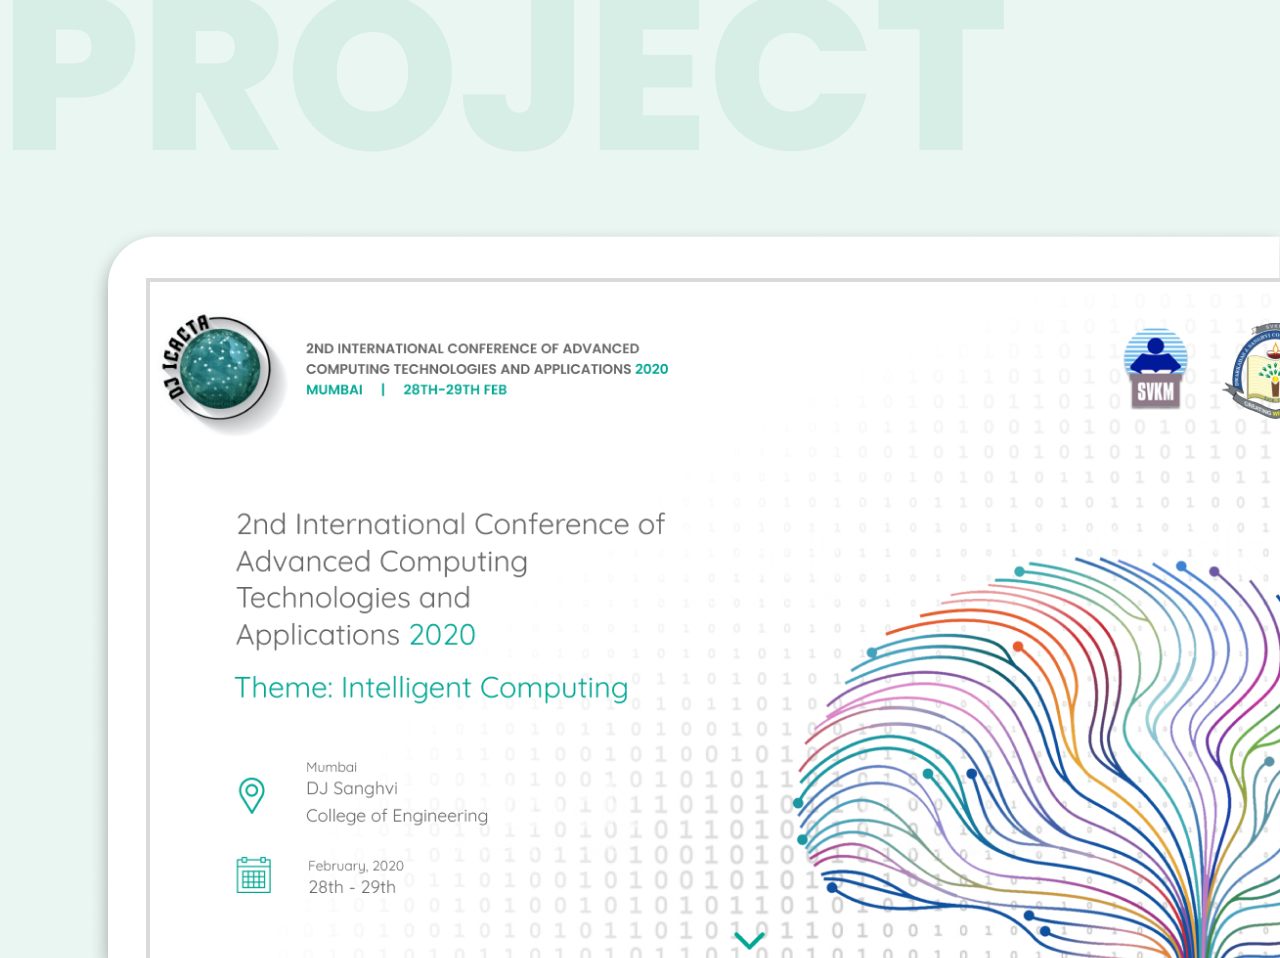 PROJECT
DJ ICACTA
2ND INTERNATIONAL CONFERENCE OF ADVANCED
COMPUTING TECHNOLOGIES AND APPLICATIONS 2020
MUMBAI | 28TH-29TH FEB
SVKM
2nd International Conference of
Advanced Computing
Technologies and
Applications 2020
Theme: Intelligent Computing
Mumbai
DJ Sanghvi
College of Engineering
February, 2020
28th - 29th